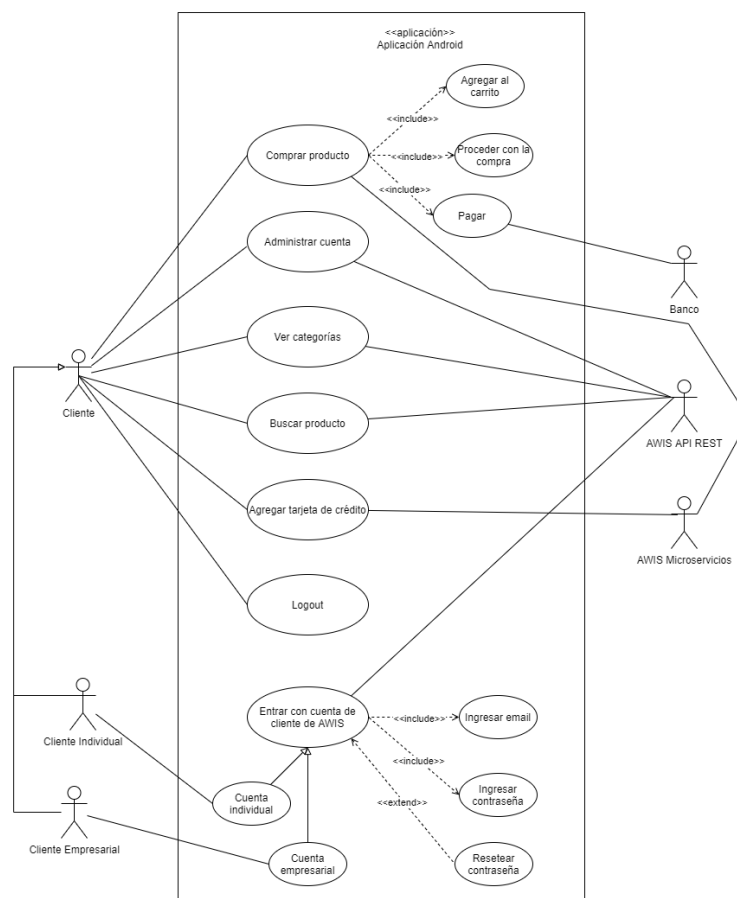 <<aplicación>>
Aplicación Android
Agregar al
carrito
<<include>>
Comprar producto
<<include>>
Proceder con la
compra
<<include>>
Pagar
Administrar cuenta
Banco
Ver categorías
Cliente
Buscar producto
AWIS API REST
Agregar tarjeta de crédito
AWIS Microservicios
Logout
Entrar con cuenta de
cliente de AWIS
<<include>>
Ingresar email
Cliente Individual
<<include>>
Cuenta
individual
Ingresar
contraseña
<<extend>>
Cliente Empresarial
Cuenta
empresarial
Resetear
contraseña